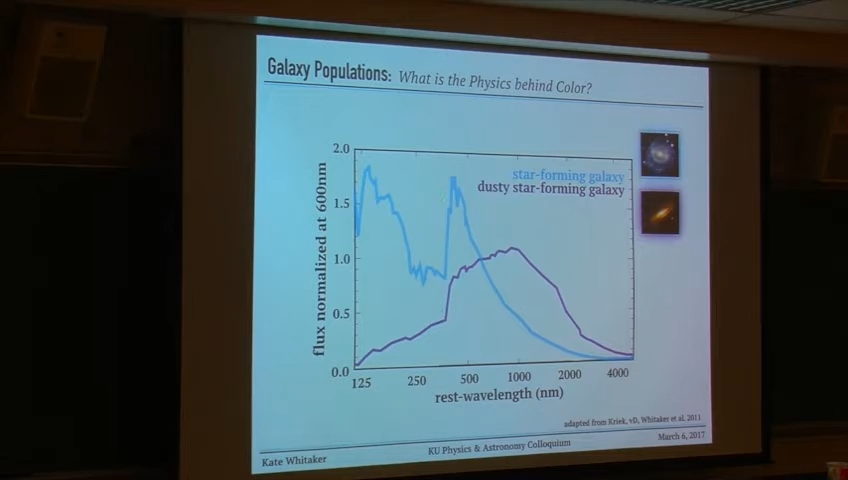 Galaxy Populations: What is the Physics behind Color?
2.0
1.5
1.0
0.5
0.0
flux normalized at 600nm
star-forming galaxy
dusty star-forming galaxy
125 250 500 1000 2000 4000
rest-wavelength (nm)
adapted from Kriek, vD, Whitaker et al. 2011
Kate Whitaker
KU Physics & Astronomy Colloquium
March 6, 2017